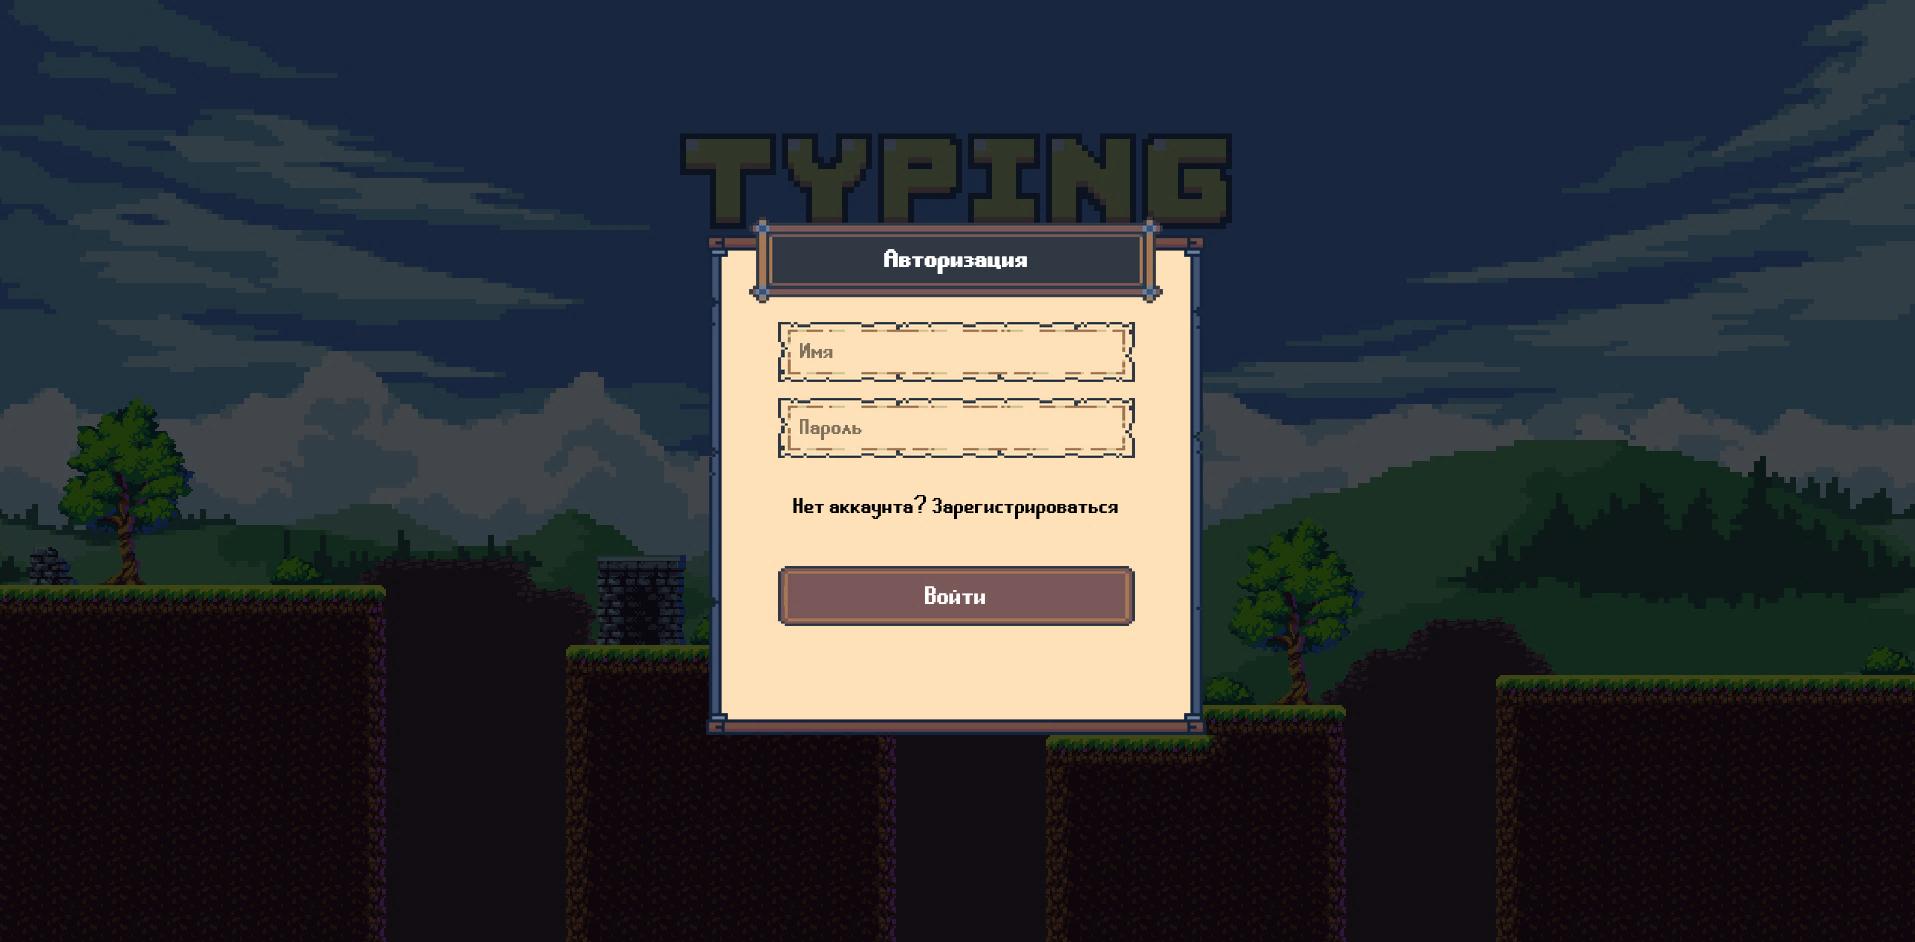 TYPING
Авторизация
Имя
Пароль
Нет аккаунта? Зарегистрироваться
Войти